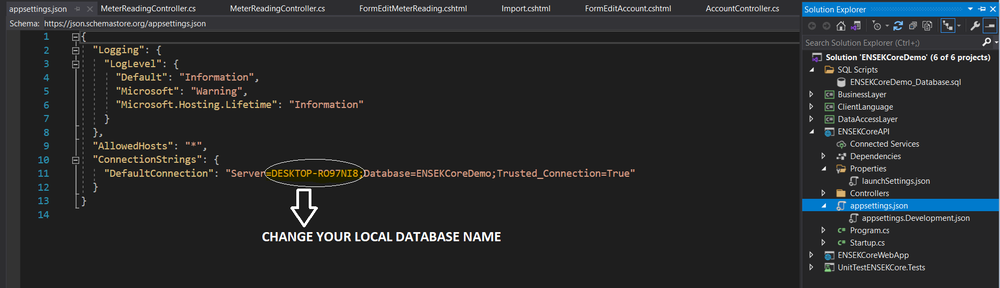 appsettings.json
MeterReadingController.cs
MeterReadingController.cs
FormEditMeterReading.cshtml
Import.cshtml
FormEditAccount.cshtml
AccountController.cs
Schema: https://json.schemastore.org/appsettings.json
1 {
2 "Logging": {
3 "LogLevel": {
4 "Default": "Information",
5 "Microsoft": "Warning",
6 "Microsoft.Hosting.Lifetime": "Information"
7 }
8 },
9 "AllowedHosts": "*",
10 "ConnectionStrings": {
11 "DefaultConnection": "Server=DESKTOP-RO97NI8;Database=ENSEKCoreDemo;Trusted_Connection=True"
12 }
13 }
14
CHANGE YOUR LOCAL DATABASE NAME
Solution Explorer
Search Solution Explorer (Ctrl+;)
Solution 'ENSEKCoreDemo' (6 of 6 projects)
SQL Scripts
ENSEKCoreDemo_Database.sql
C# BusinessLayer
C# ClientLanguage
C# DataAccessLayer
ENSEKCoreAPI
Connected Services
Dependencies
Properties
launchSettings.json
Controllers
appsettings.json
appsettings.Development.json
C# Program.cs
C# Startup.cs
ENSEKCoreWebApp
UnitTestENSEKCore.Tests